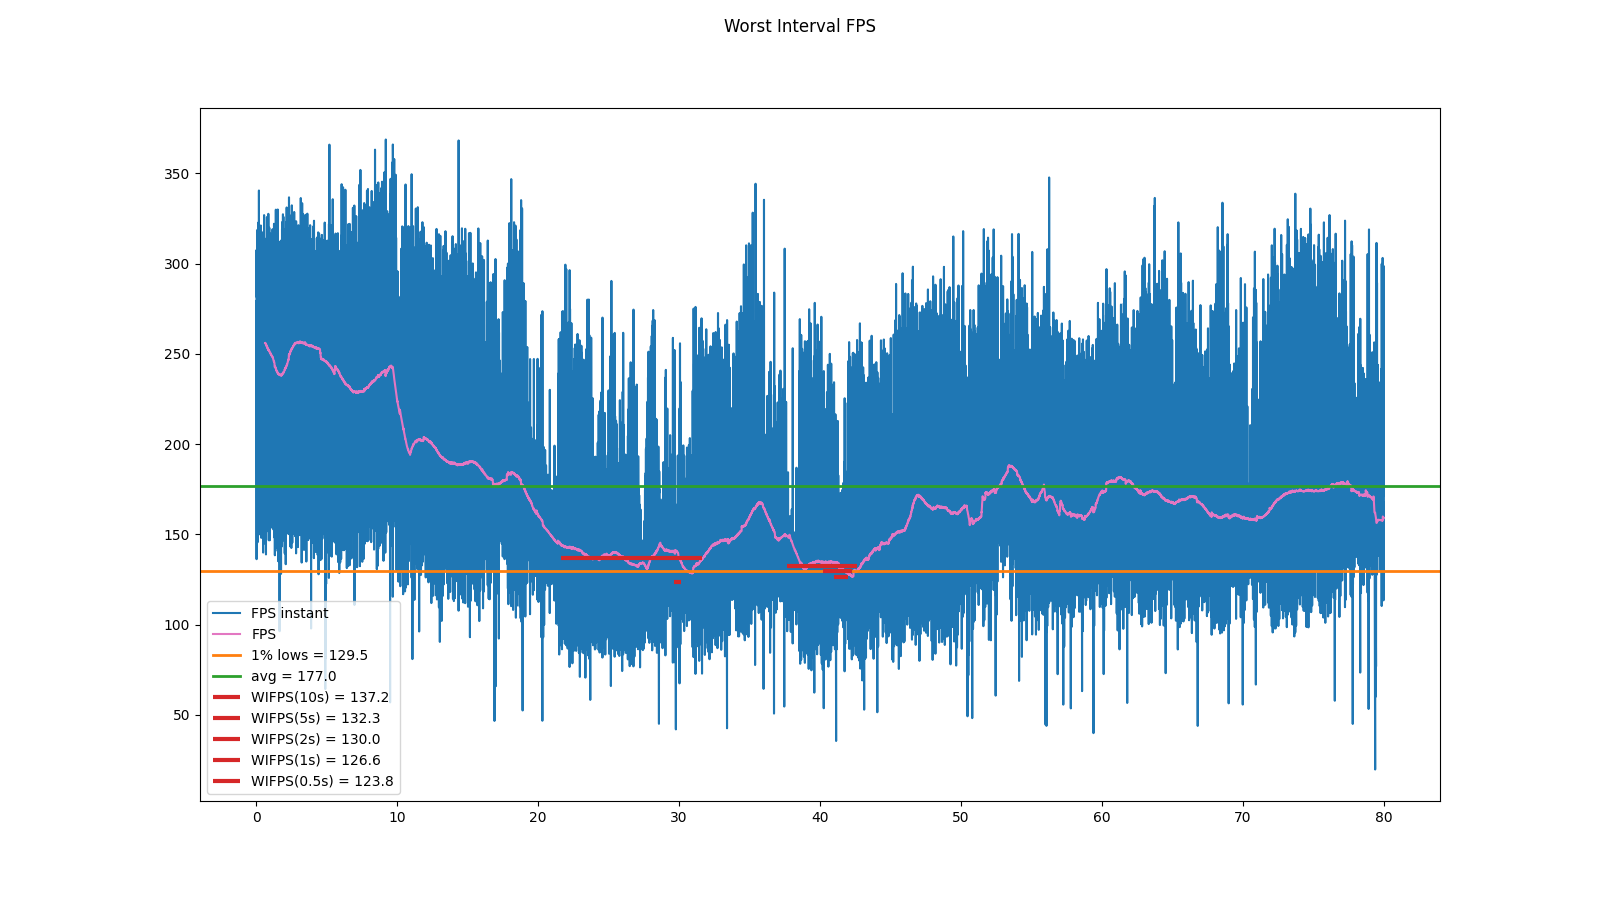 Worst Interval FPS
350
300
250
200
150
100
50
FPS instant
FPS
1% lows = 129.5
avg = 177.0
WIFPS(10s) = 137.2
WIFPS(5s) = 132.3
WIFPS(2s) = 130.0
WIFPS(1s) = 126.6
WIFPS(0.5s) = 123.8
0 10 20 30 40 50 60 70 80